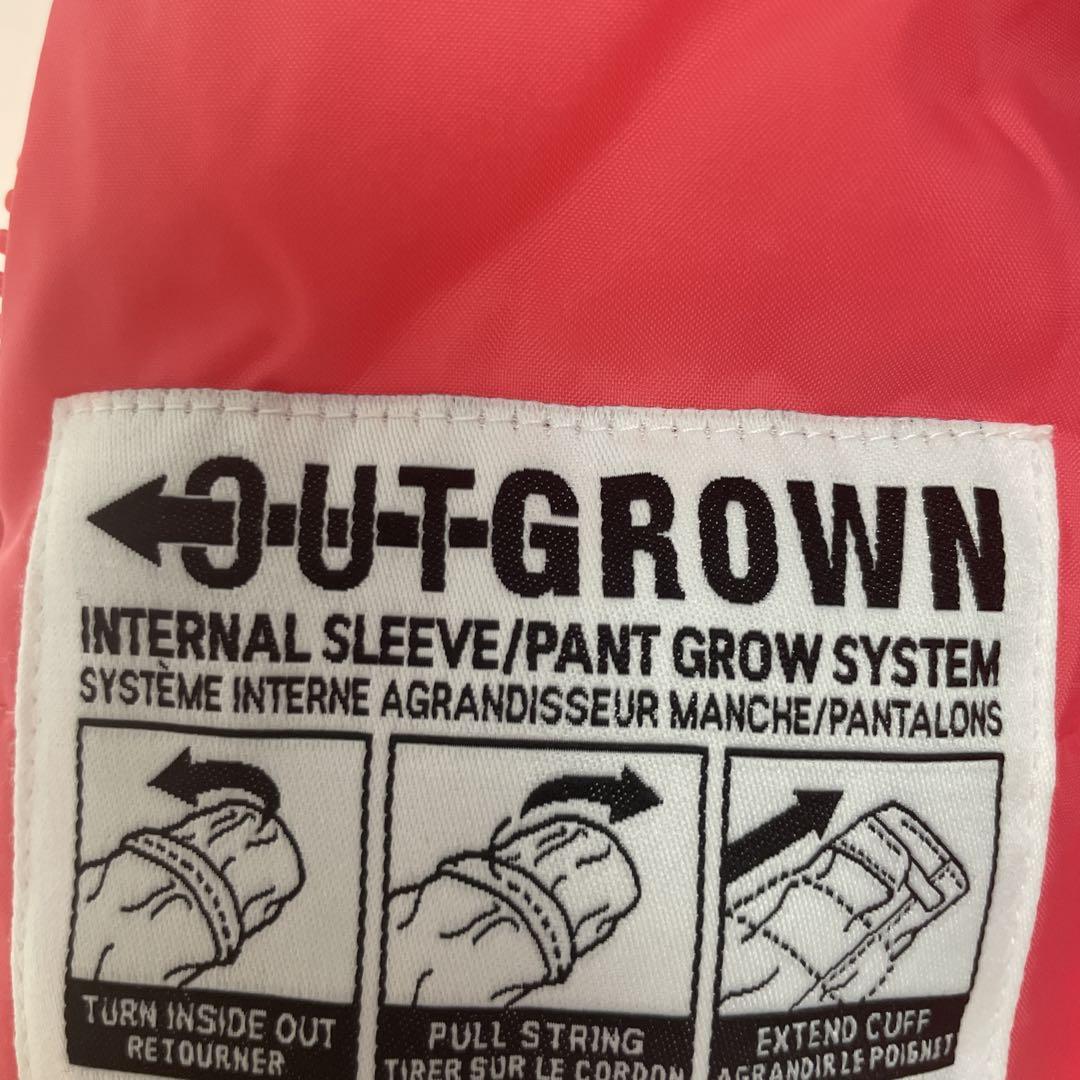 OUTGROWN
INTERNAL SLEEVE/PANT GROW SYSTEM
SYSTÈME INTERNE AGRANDISSEUR MANCHE/PANTALONS
TURN INSIDE OUT
RETOURNER
PULL STRING
TIRER SUR LE CORDON
EXTEND CUFF
AGRANDIR LE POIGNET